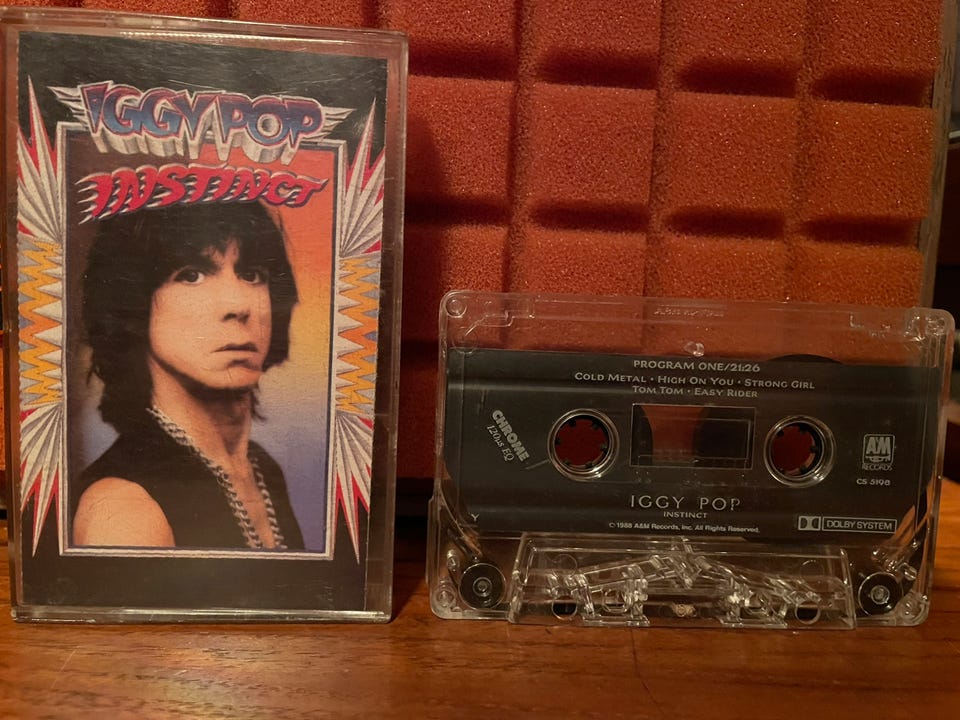 IGGY POP
INSTINCT
PROGRAM ONE/21:26
COLD METAL • HIGH ON YOU • STRONG GIRL
TOM TOM • EASY RIDER
CHROME
120µs EQ
A&M
RECORDS
CS 5198
IGGY POP
INSTINCT
© 1988 A&M Records, Inc. All Rights Reserved.
DOLBY SYSTEM